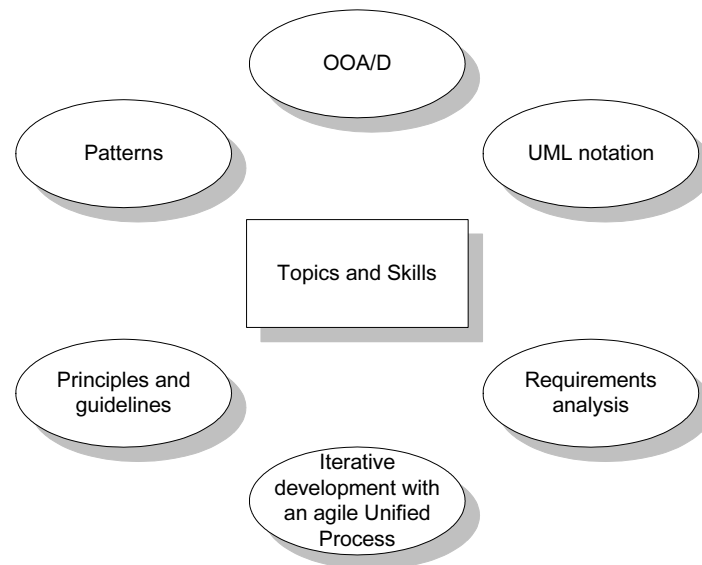 OOA/D
Patterns
UML notation
Topics and Skills
Principles and
guidelines
Requirements
analysis
Iterative
development with
an agile Unified
Process